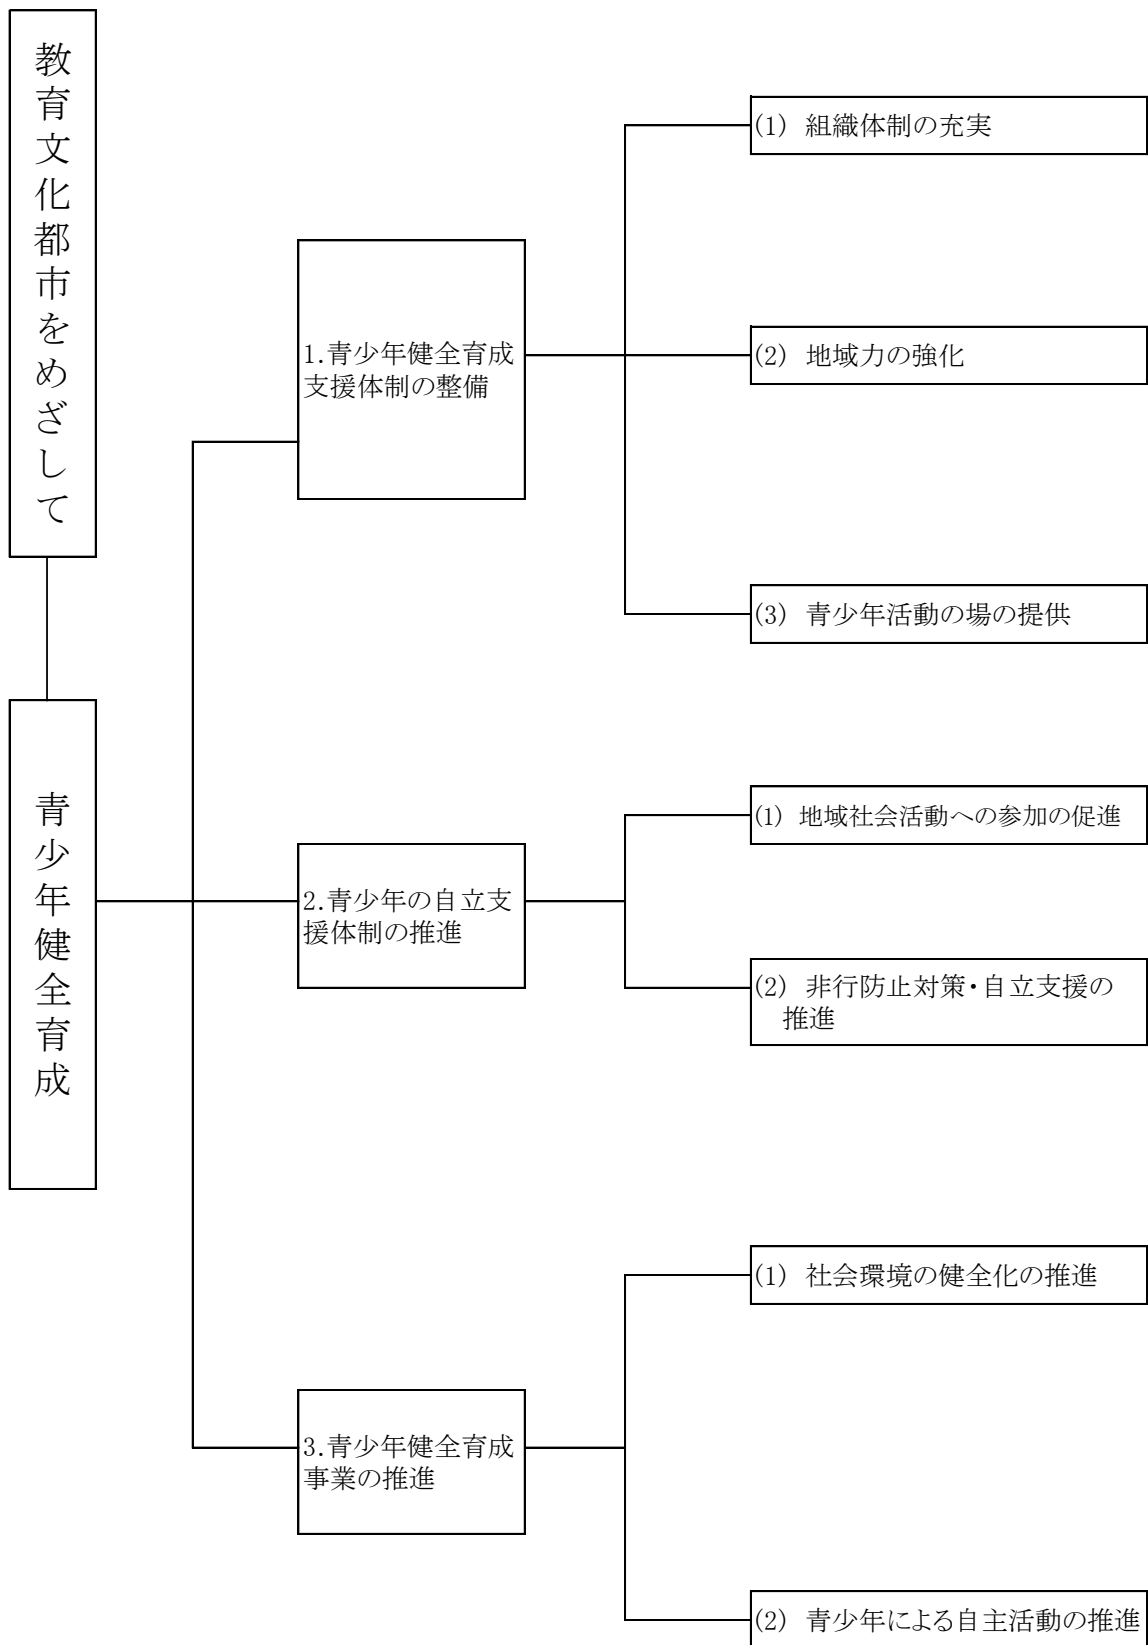 教育文化都市をめざして
青少年健全育成
1.青少年健全育成
支援体制の整備
(1) 組織体制の充実
(2) 地域力の強化
(3) 青少年活動の場の提供
2.青少年の自立支
援体制の推進
(1) 地域社会活動への参加の促進
(2) 非行防止対策・自立支援の
推進
3.青少年健全育成
事業の推進
(1) 社会環境の健全化の推進
(2) 青少年による自主活動の推進